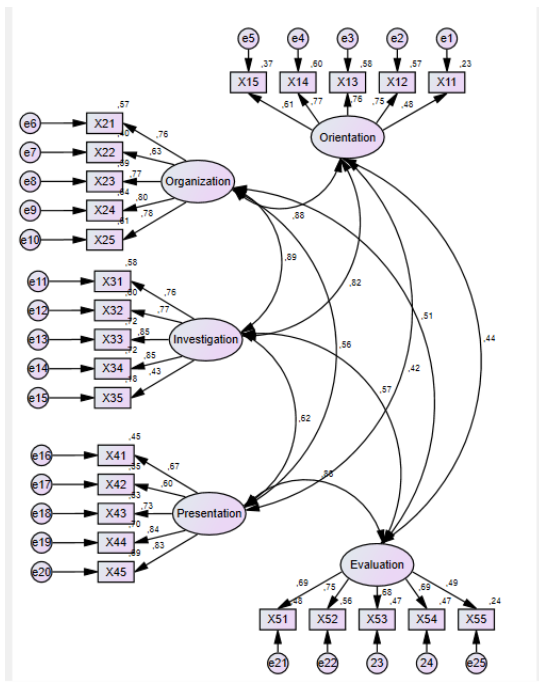 e5 e4 e3 e2 e1
,37 ,60 ,58 ,57 ,23
X15 X14 X13 X12 X11
,61 ,77 ,76 ,75 ,48
Orientation
,57
e6 X21 ,76
e7 X22 ,63
e8 X23 ,77
Organization
e9 X24 ,80
e10 X25 ,78
,88
,89
,82
,58
e11 X31 ,76
e12 X32 ,77
,72
e13 X33 ,85
Investigation
,72
e14 X34 ,85
e15 X35 ,43
,51
,44
,56
,42
,57
,62
,45
e16 X41 ,67
e17 X42 ,60
e18 X43 ,73
Presentation
,70
e19 X44 ,84
e20 X45 ,83
Evaluation
,69 ,75 ,68 ,69 ,49
,48 ,56 ,47 ,47 ,24
X51 X52 X53 X54 X55
e21 e22 23 24 e25